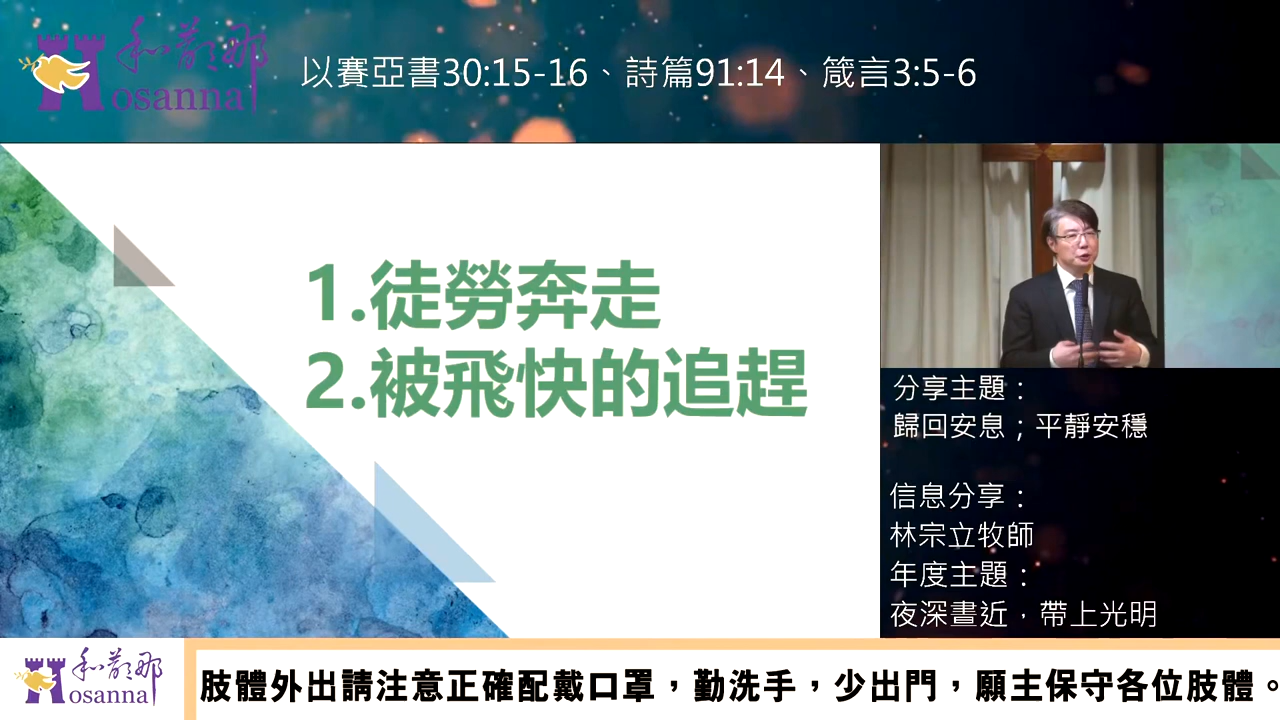 和散那
osanna
以賽亞書30:15-16、詩篇91:14、箴言3:5-6
1.徒勞奔走
2.被飛快的追趕
分享主題：
歸回安息；平靜安穩
信息分享：
林宗立牧師
年度主題：
夜深晝近，帶上光明
和散那
osanna
肢體外出請注意正確配戴口罩，勤洗手，少出門，願主保守各位肢體。